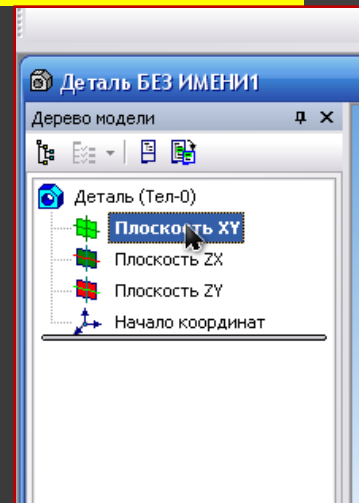 Деталь БЕЗ ИМЕНИ1
Дерево модели
Деталь (Тел-0)
Плоскость XY
Плоскость ZX
Плоскость ZY
Начало координат